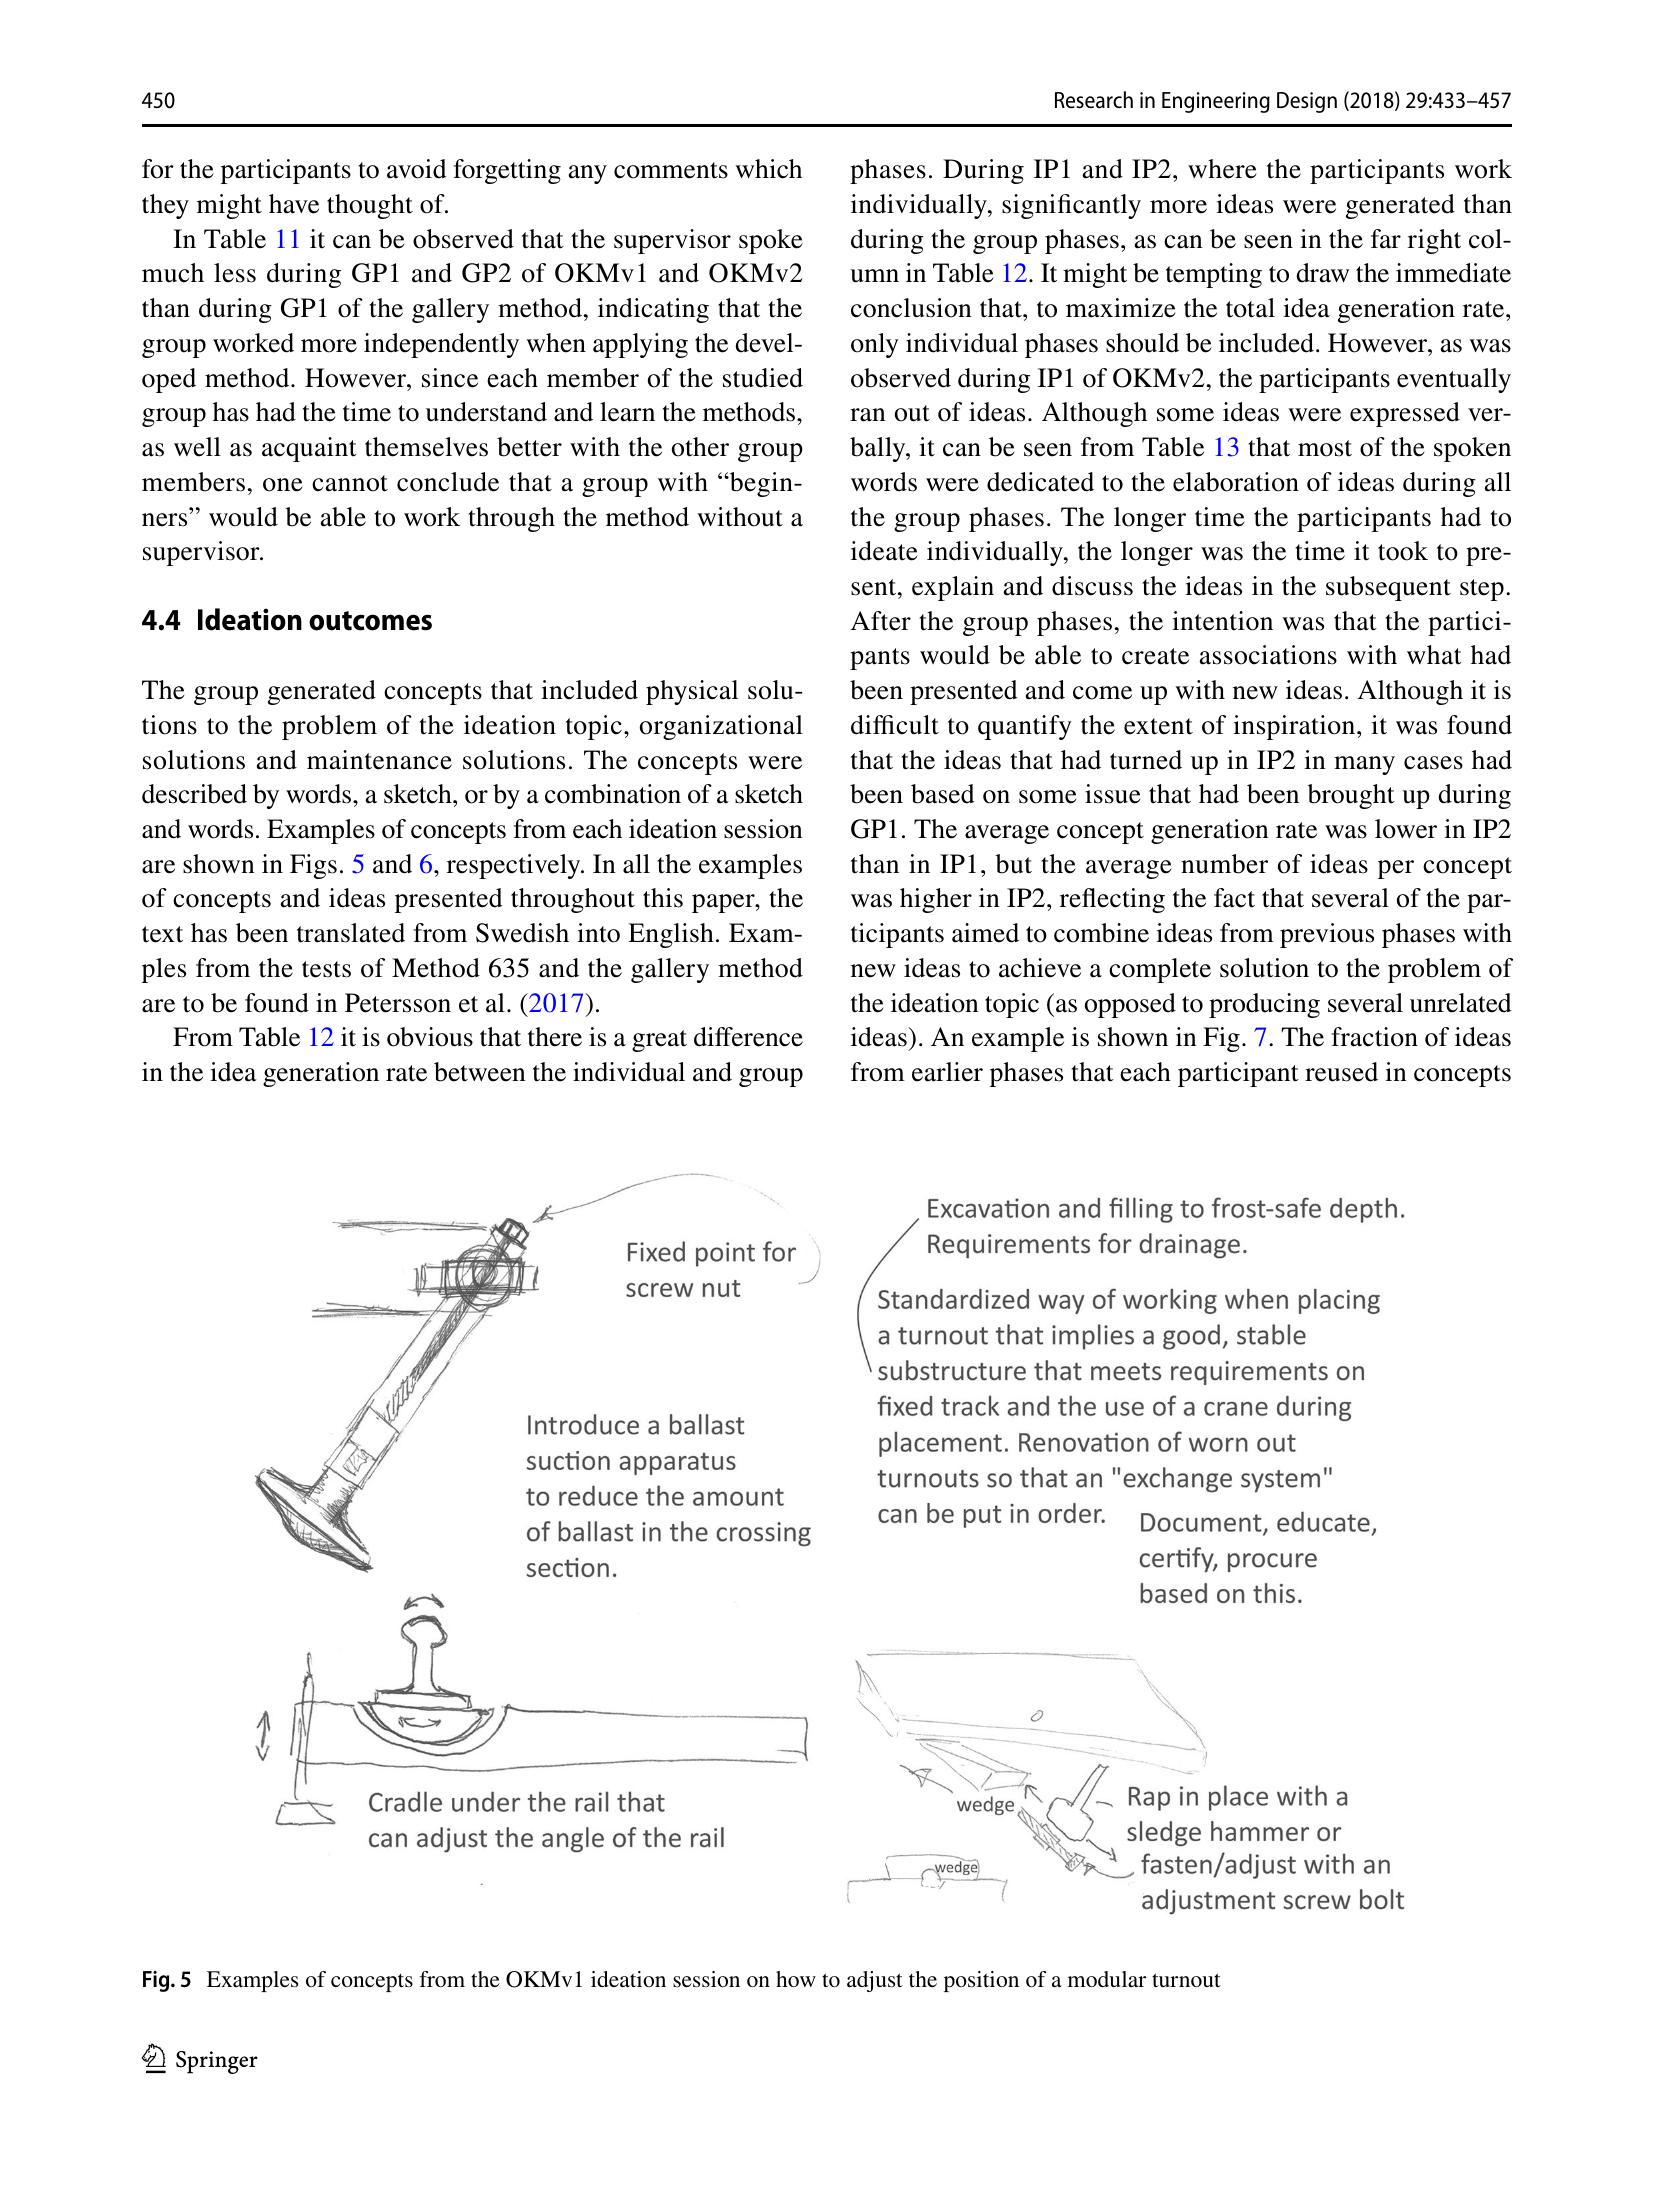 450
Research in Engineering Design (2018) 29:433–457
for the participants to avoid forgetting any comments which
they might have thought of.
In Table 11 it can be observed that the supervisor spoke
much less during GP1 and GP2 of OKMv1 and OKMv2
than during GP1 of the gallery method, indicating that the
group worked more independently when applying the devel-
oped method. However, since each member of the studied
group has had the time to understand and learn the methods,
as well as acquaint themselves better with the other group
members, one cannot conclude that a group with “begin-
ners” would be able to work through the method without a
supervisor.
4.4 Ideation outcomes
The group generated concepts that included physical solu-
tions to the problem of the ideation topic, organizational
solutions and maintenance solutions. The concepts were
described by words, a sketch, or by a combination of a sketch
and words. Examples of concepts from each ideation session
are shown in Figs. 5 and 6, respectively. In all the examples
of concepts and ideas presented throughout this paper, the
text has been translated from Swedish into English. Exam-
ples from the tests of Method 635 and the gallery method
are to be found in Petersson et al. (2017).
From Table 12 it is obvious that there is a great difference
in the idea generation rate between the individual and group
phases. During IP1 and IP2, where the participants work
individually, significantly more ideas were generated than
during the group phases, as can be seen in the far right col-
umn in Table 12. It might be tempting to draw the immediate
conclusion that, to maximize the total idea generation rate,
only individual phases should be included. However, as was
observed during IP1 of OKMv2, the participants eventually
ran out of ideas. Although some ideas were expressed ver-
bally, it can be seen from Table 13 that most of the spoken
words were dedicated to the elaboration of ideas during all
the group phases. The longer time the participants had to
ideate individually, the longer was the time it took to pre-
sent, explain and discuss the ideas in the subsequent step.
After the group phases, the intention was that the partici-
pants would be able to create associations with what had
been presented and come up with new ideas. Although it is
difficult to quantify the extent of inspiration, it was found
that the ideas that had turned up in IP2 in many cases had
been based on some issue that had been brought up during
GP1. The average concept generation rate was lower in IP2
than in IP1, but the average number of ideas per concept
was higher in IP2, reflecting the fact that several of the par-
ticipants aimed to combine ideas from previous phases with
new ideas to achieve a complete solution to the problem of
the ideation topic (as opposed to producing several unrelated
ideas). An example is shown in Fig. 7. The fraction of ideas
from earlier phases that each participant reused in concepts
Fixed point for
screw nut
Introduce a ballast
suction apparatus
to reduce the amount
of ballast in the crossing
section.
Cradle under the rail that
can adjust the angle of the rail
Excavation and filling to frost-safe depth.
Requirements for drainage.
Standardized way of working when placing
a turnout that implies a good, stable
substructure that meets requirements on
fixed track and the use of a crane during
placement. Renovation of worn out
turnouts so that an "exchange system"
can be put in order.
Document, educate,
certify, procure
based on this.
wedge
Rap in place with a
sledge hammer or
fasten/adjust with an
adjustment screw bolt
wedge
Fig. 5 Examples of concepts from the OKMv1 ideation session on how to adjust the position of a modular turnout
Springer